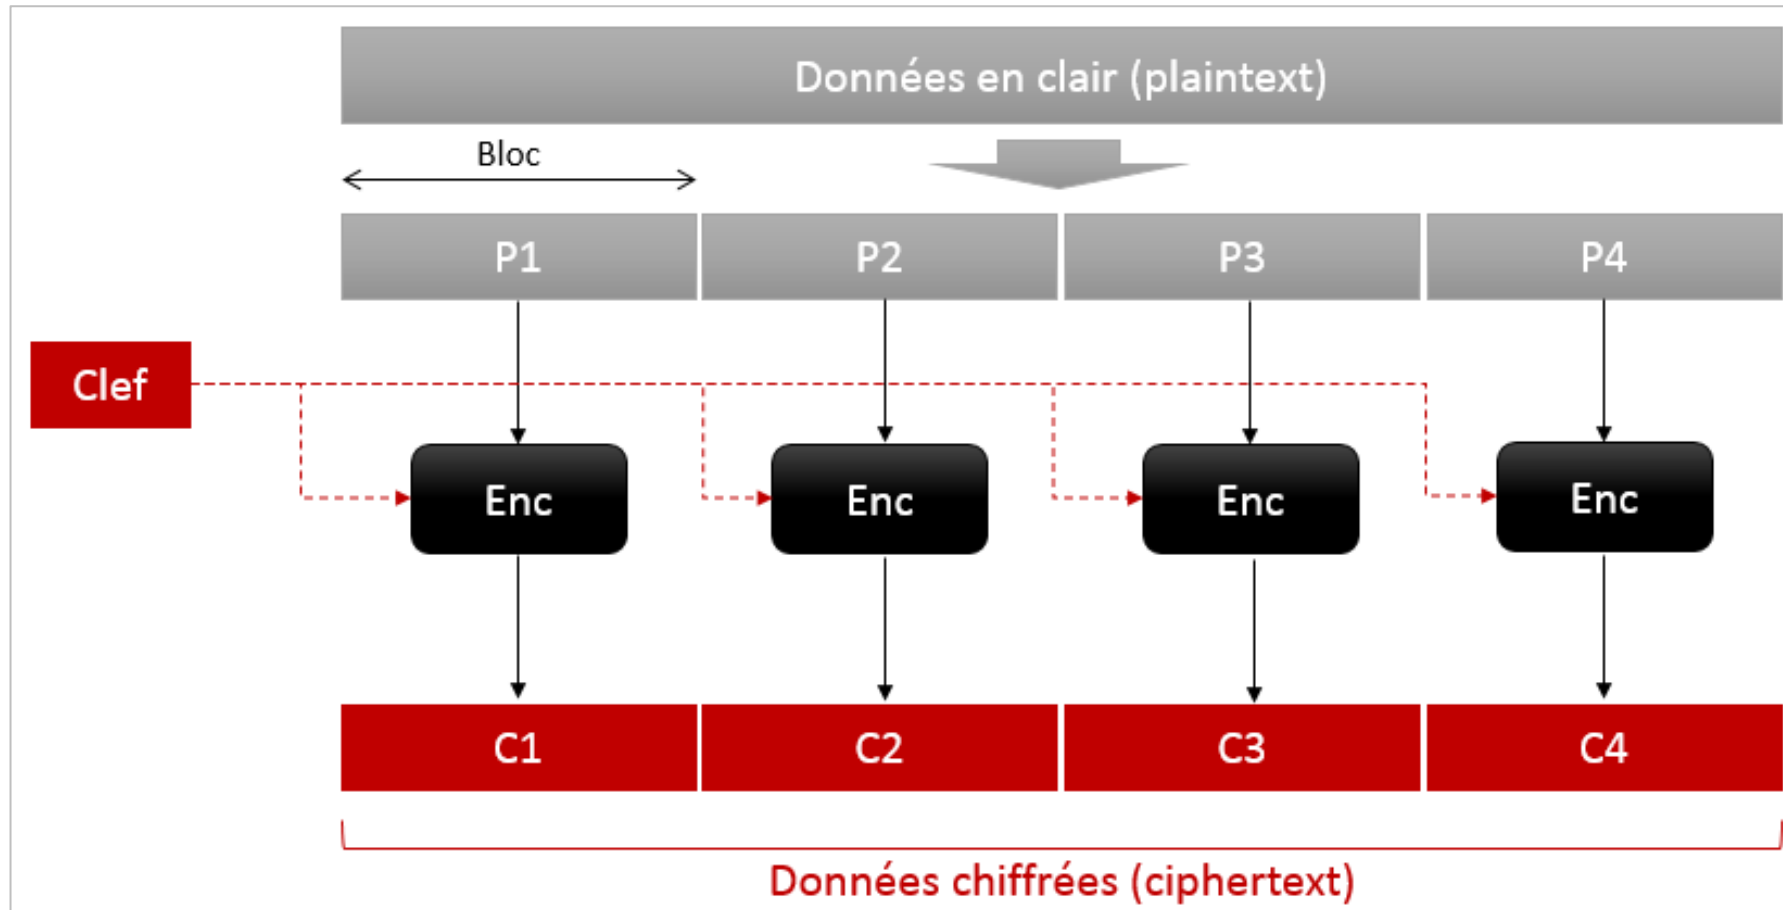 Données en clair (plaintext)
Bloc
P1 P2 P3 P4
Clef
Enc Enc Enc Enc
C1 C2 C3 C4
Données chiffrées (ciphertext)